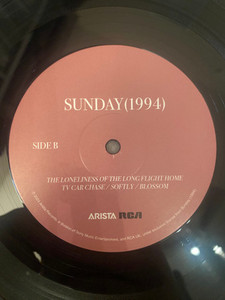 SUNDAY (1994)
SIDE B
THE LONELINESS OF THE LONG FLIGHT HOME
TV CAR CHASE / SOFTLY / BLOSSOM
ARISTA RCA